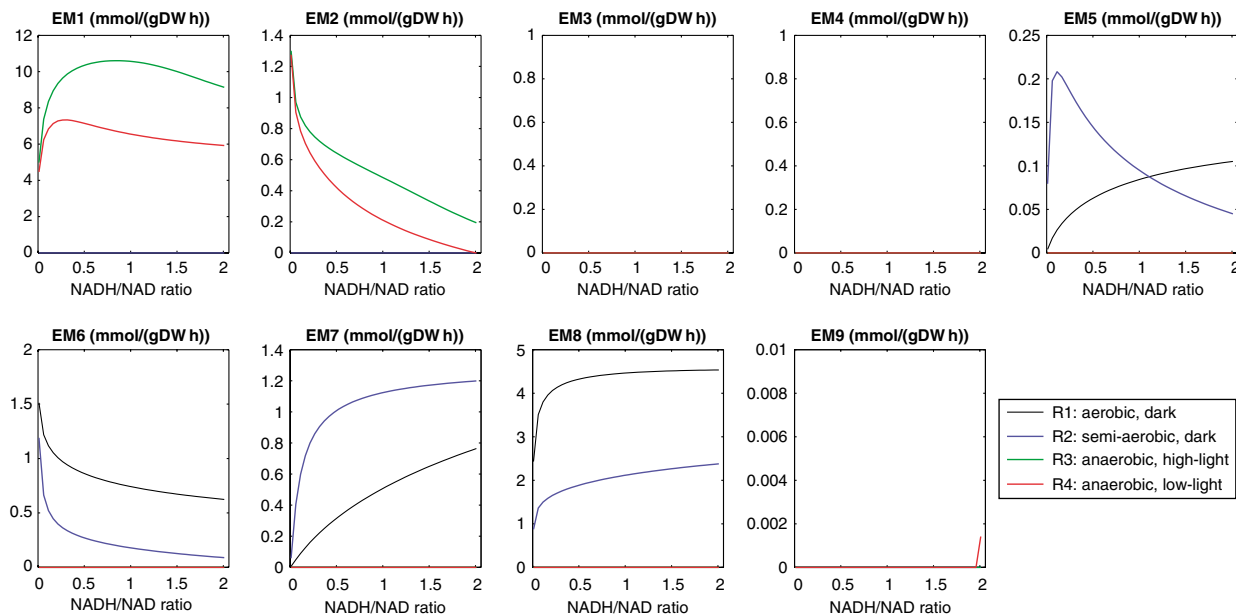 EM1 (mmol/(gDW h))
12
10
8
6
4
2
0
0 0.5 1 1.5 2
NADH/NAD ratio
EM2 (mmol/(gDW h))
1.4
1.2
1
0.8
0.6
0.4
0.2
0
0 0.5 1 1.5 2
NADH/NAD ratio
EM3 (mmol/(gDW h))
1
0.8
0.6
0.4
0.2
0
0 0.5 1 1.5 2
NADH/NAD ratio
EM4 (mmol/(gDW h))
1
0.8
0.6
0.4
0.2
0
0 0.5 1 1.5 2
NADH/NAD ratio
EM5 (mmol/(gDW h))
0.25
0.2
0.15
0.1
0.05
0
0 0.5 1 1.5 2
NADH/NAD ratio
EM6 (mmol/(gDW h))
2
1.5
1
0.5
0
0 0.5 1 1.5 2
NADH/NAD ratio
EM7 (mmol/(gDW h))
1.4
1.2
1
0.8
0.6
0.4
0.2
0
0 0.5 1 1.5 2
NADH/NAD ratio
EM8 (mmol/(gDW h))
5
4
3
2
1
0
0 0.5 1 1.5 2
NADH/NAD ratio
EM9 (mmol/(gDW h))
0.01
0.008
0.006
0.004
0.002
0
0 0.5 1 1.5 2
NADH/NAD ratio
R1: aerobic, dark
R2: semi-aerobic, dark
R3: anaerobic, high-light
R4: anaerobic, low-light